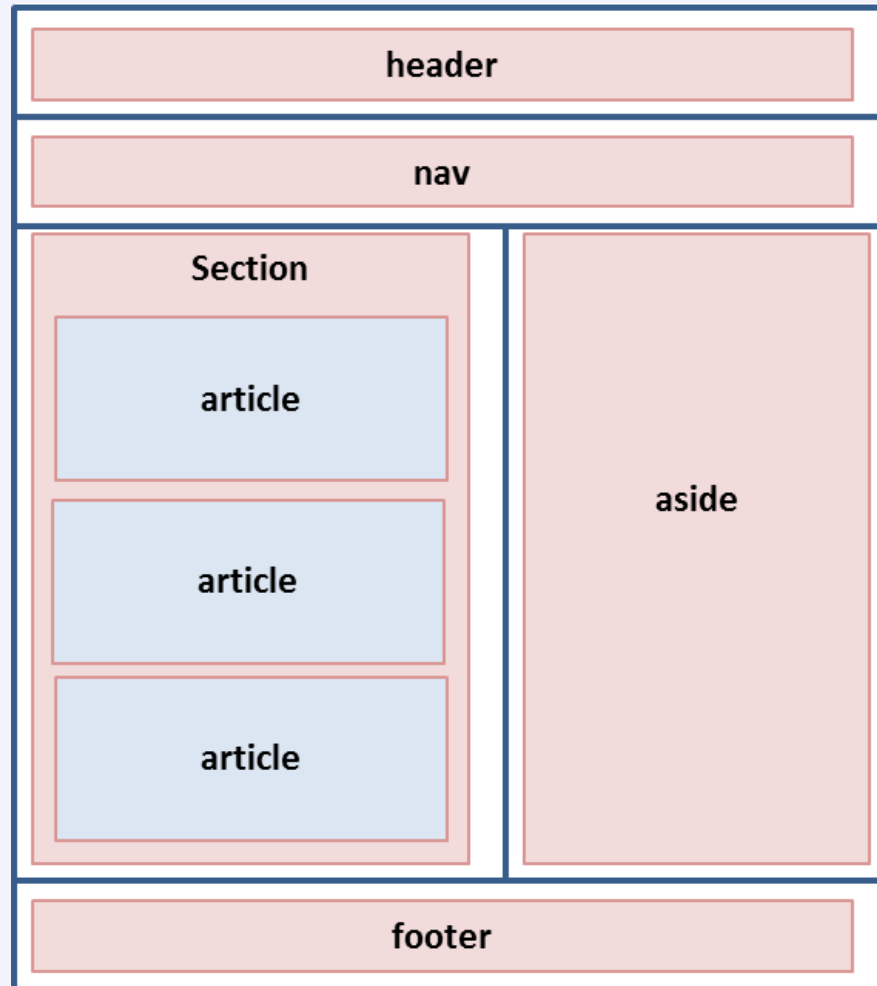 header
nav
Section
article
article
article
aside
footer